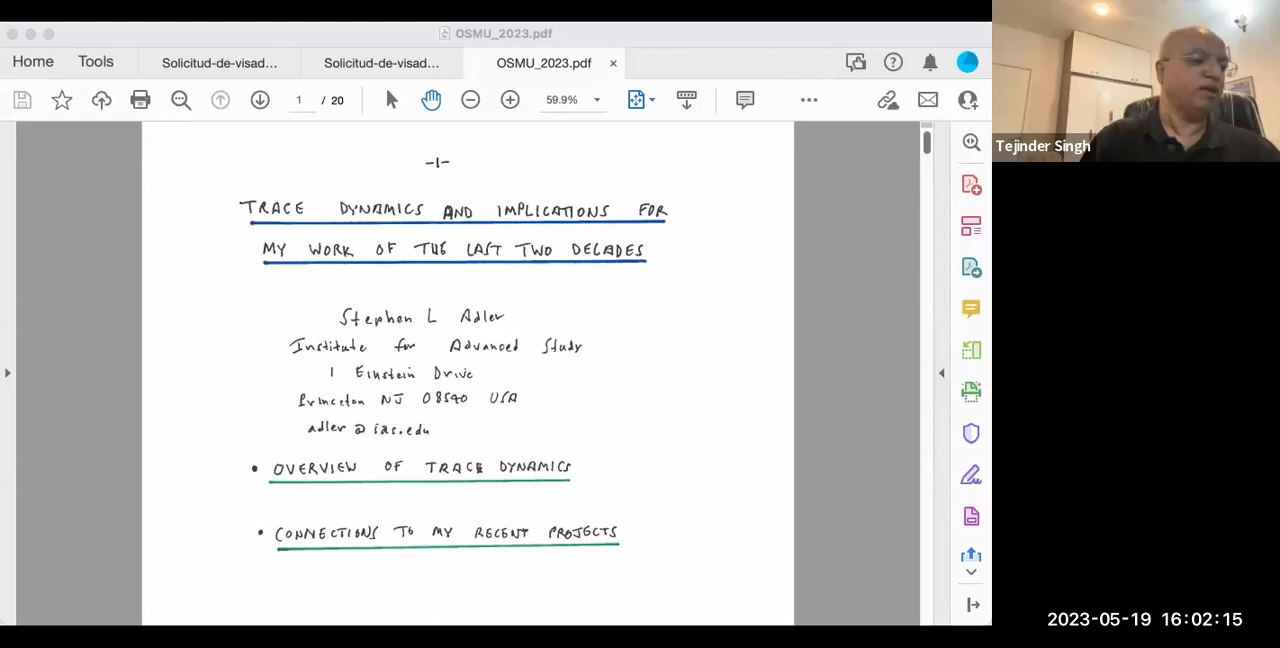 OSMU_2023.pdf
Home Tools Solicitud-de-visad... Solicitud-de-visad... OSMU_2023.pdf ×
1 / 20 59.9%
Tejinder Singh
-1-
TRACE DYNAMICS AND IMPLICATIONS FOR
MY WORK OF THE LAST TWO DECADES
Stephen L Adler
Institute for Advanced Study
1 Einstein Drive
Princeton NJ 08540 USA
adler @ ias.edu
• OVERVIEW OF TRACE DYNAMICS
• CONNECTIONS TO MY RECENT PROJECTS
2023-05-19 16:02:15